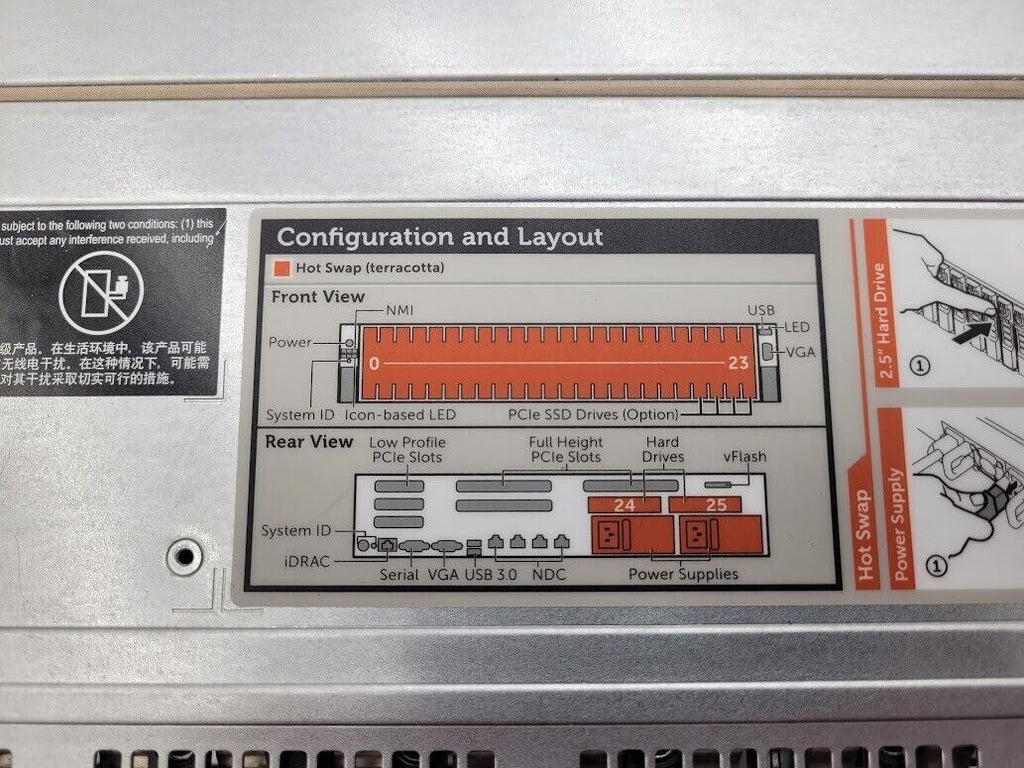 subject to the following two conditions: (1) this
ust accept any interference received, including
级产品。在生活环境中，该产品可能
无线电干扰。在这种情况下，可能需
对其干扰采取切实可行的措施。
Configuration and Layout
Hot Swap (terracotta)
Front View
NMI
USB
Power
LED
VGA
0
23
System ID
Icon-based LED
PCIe SSD Drives (Option)
Rear View
Low Profile
PCIe Slots
Full Height
PCIe Slots
Hard
Drives
vFlash
24
25
System ID
iDRAC
Serial
VGA
USB 3.0
NDC
Power Supplies
Hot Swap
2.5" Hard Drive
1
Power Supply
1